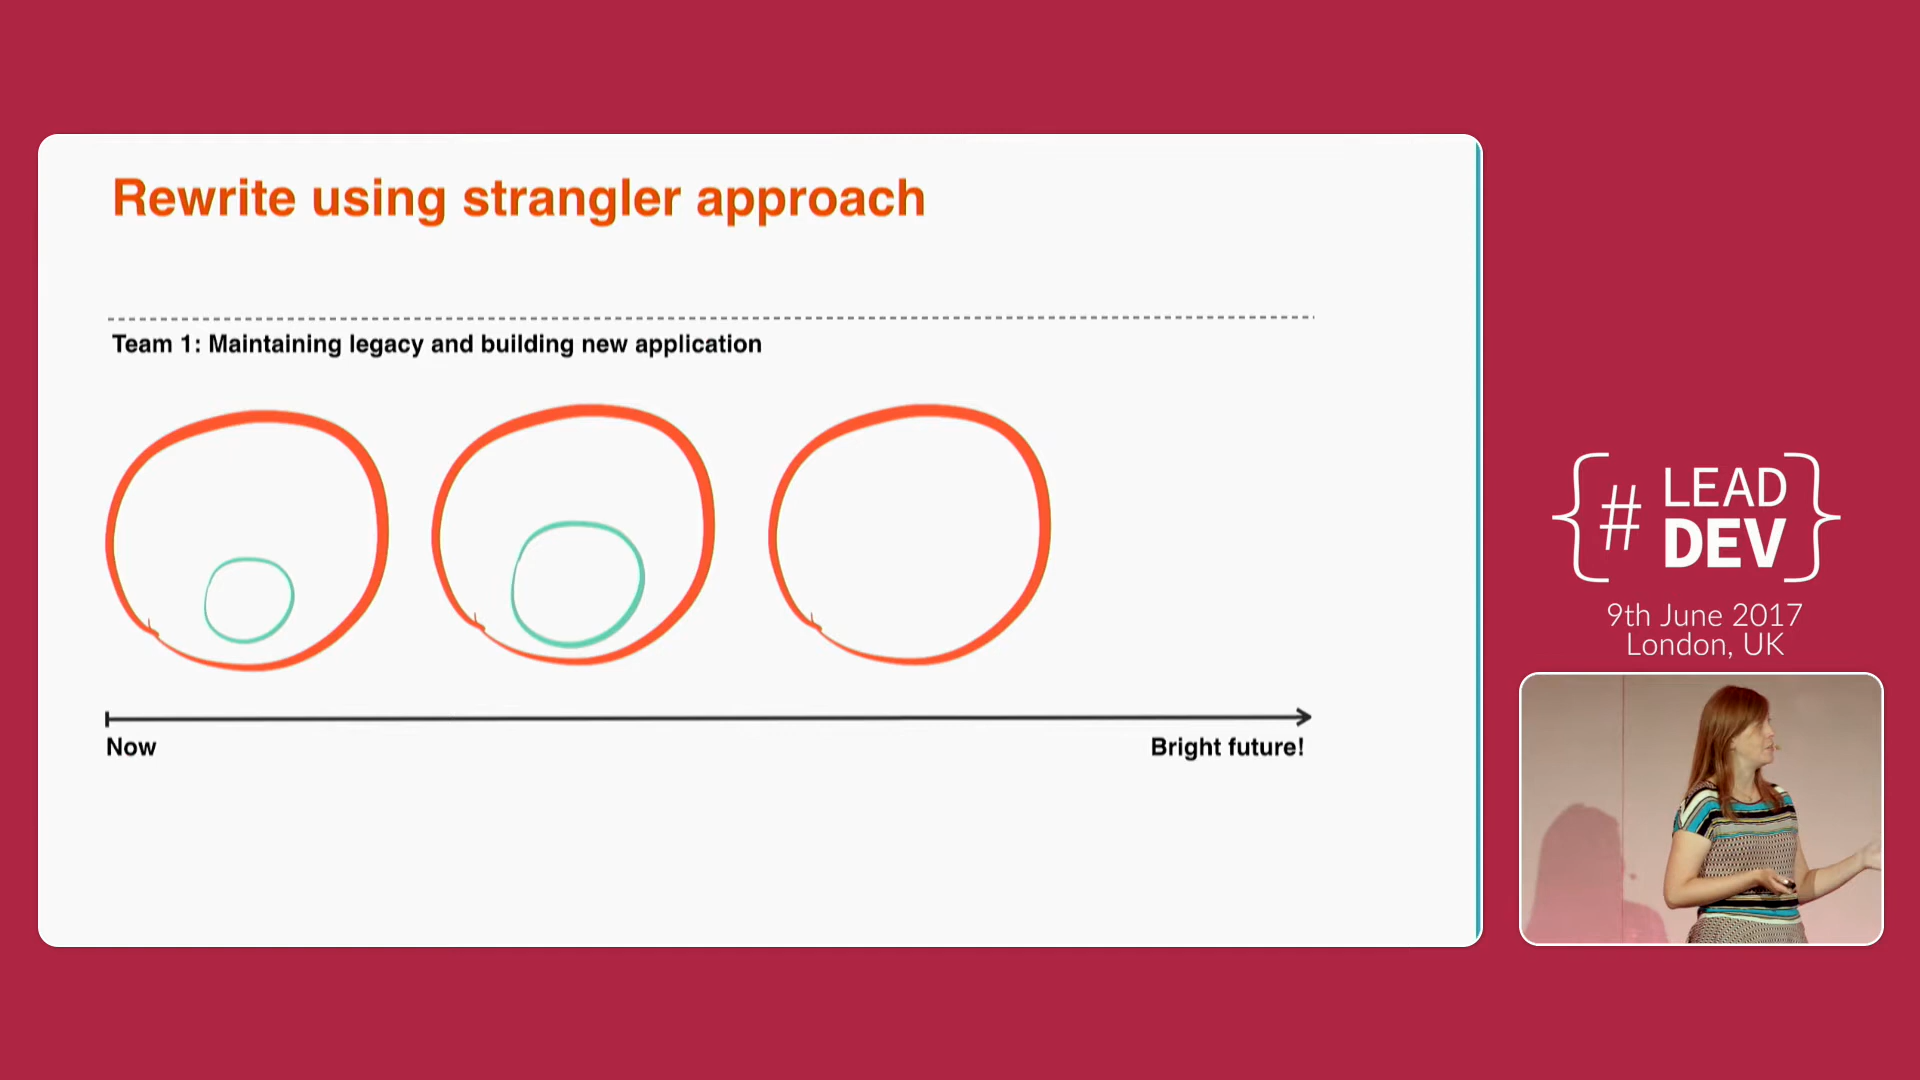 Rewrite using strangler approach
Team 1: Maintaining legacy and building new application
Now
Bright future!
{# LEAD
DEV}
9th June 2017
London, UK